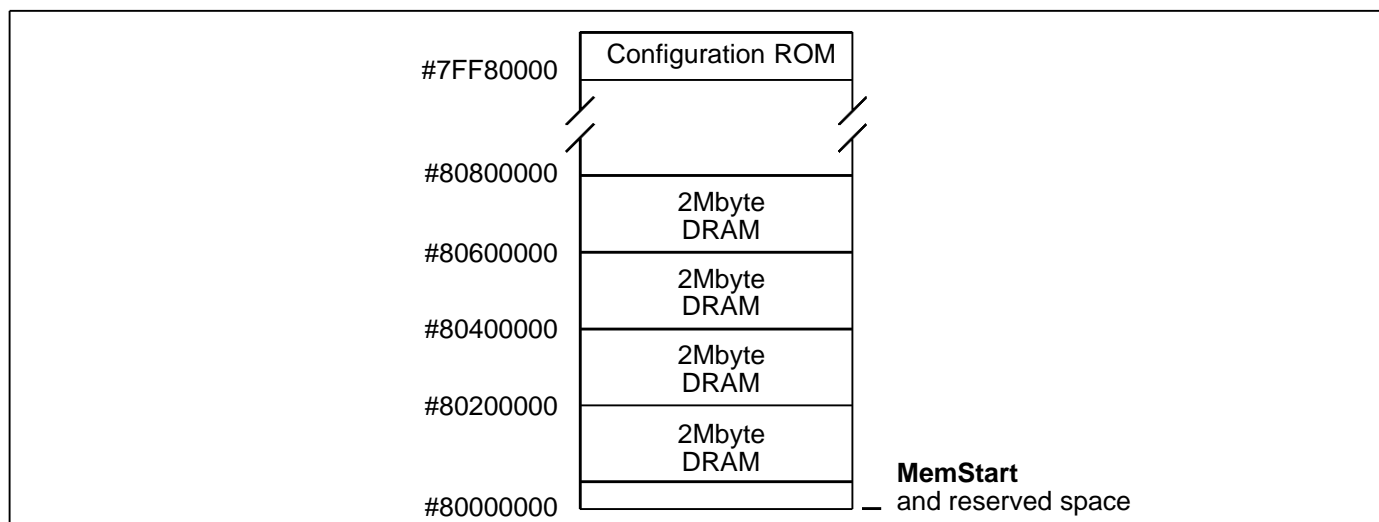 Configuration ROM
#7FF80000
#80800000
2Mbyte
DRAM
#80600000
2Mbyte
DRAM
#80400000
2Mbyte
DRAM
#80200000
2Mbyte
DRAM
MemStart
#80000000
and reserved space